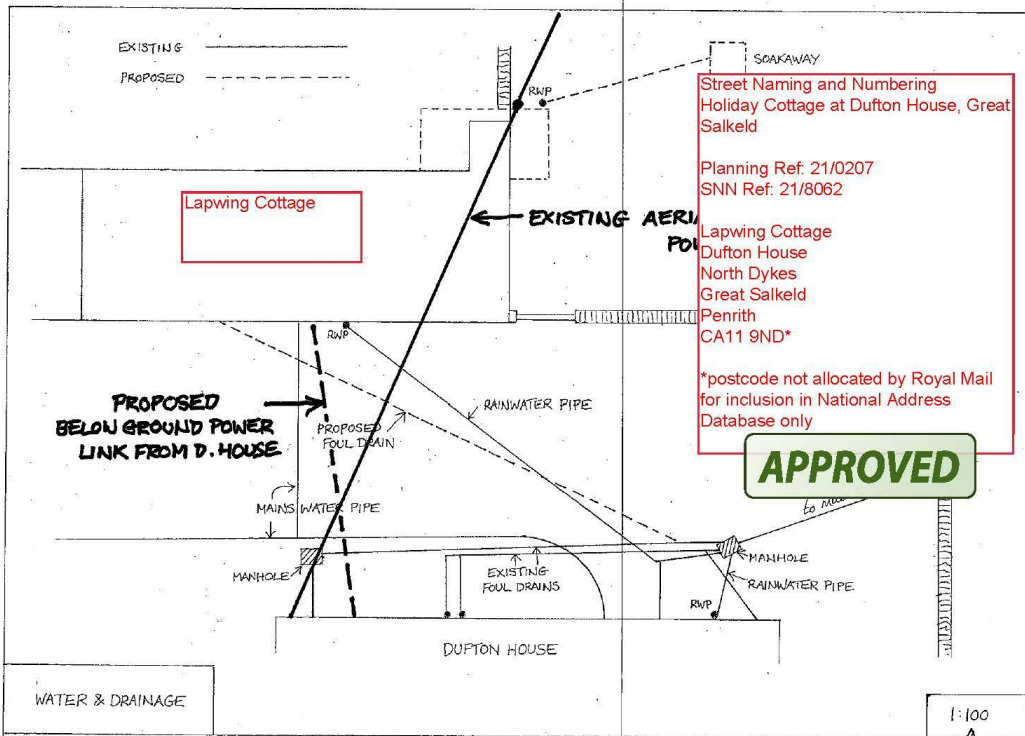 EXISTING
PROPOSED
SOAKAWAY
RWP
Street Naming and Numbering
Holiday Cottage at Dufton House, Great
Salkeld
Planning Ref: 21/0207
SNN Ref: 21/8062
Lapwing Cottage
Dufton House
North Dykes
Great Salkeld
Penrith
CA11 9ND*
*postcode not allocated by Royal Mail
for inclusion in National Address
Database only
APPROVED
Lapwing Cottage
EXISTING
RWP
RAINWATER PIPE
PROPOSED
BELOW GROUND POWER
LINK FROM D. HOUSE
PROPOSED
FOUL DRAIN
MAINS WATER PIPE
to
MANHOLE
EXISTING
FOUL DRAINS
MANHOLE
RAINWATER PIPE
RWP
DUFTON HOUSE
WATER & DRAINAGE
1:100